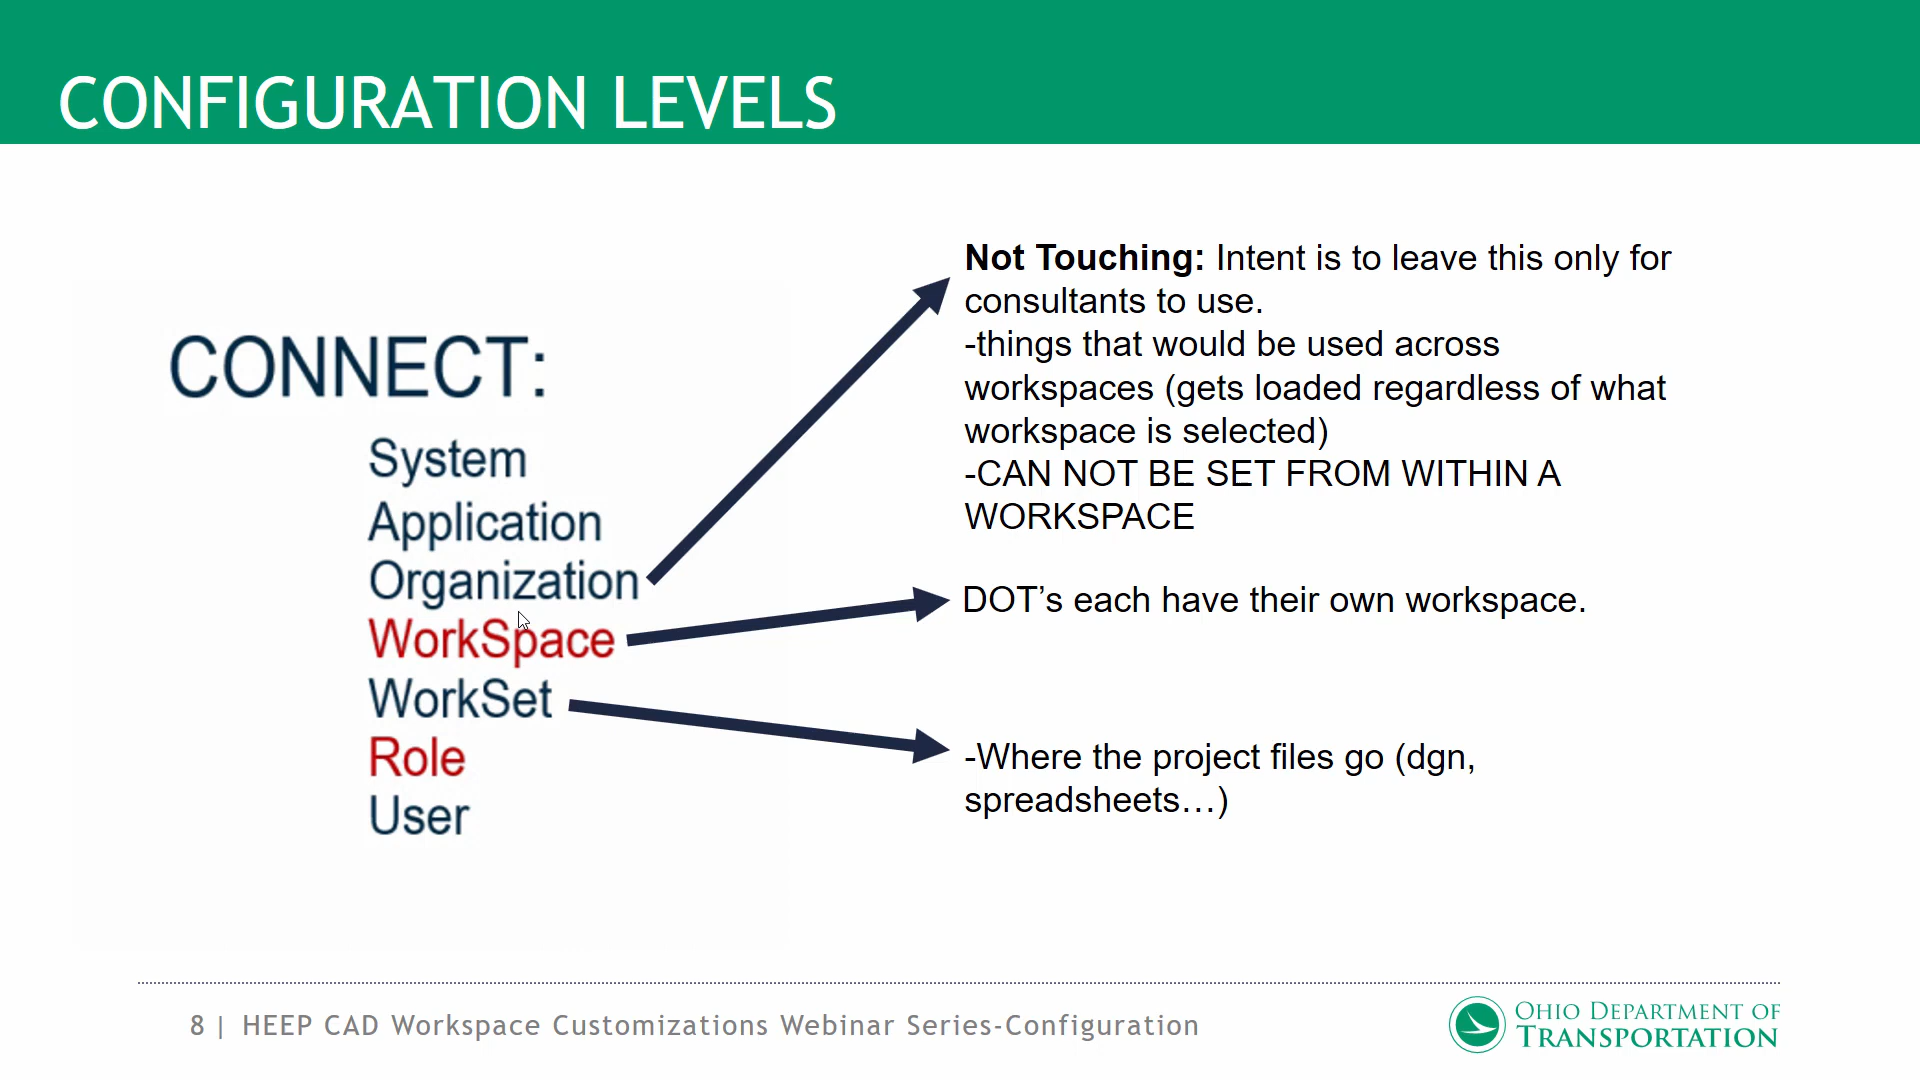 CONFIGURATION LEVELS
CONNECT:
System
Application
Organization
WorkSpace
WorkSet
Role
User
Not Touching: Intent is to leave this only for
consultants to use.
-things that would be used across
workspaces (gets loaded regardless of what
workspace is selected)
-CAN NOT BE SET FROM WITHIN A
WORKSPACE
DOT’s each have their own workspace.
-Where the project files go (dgn,
spreadsheets…)
8 | HEEP CAD Workspace Customizations Webinar Series-Configuration
OHIO DEPARTMENT OF
TRANSPORTATION